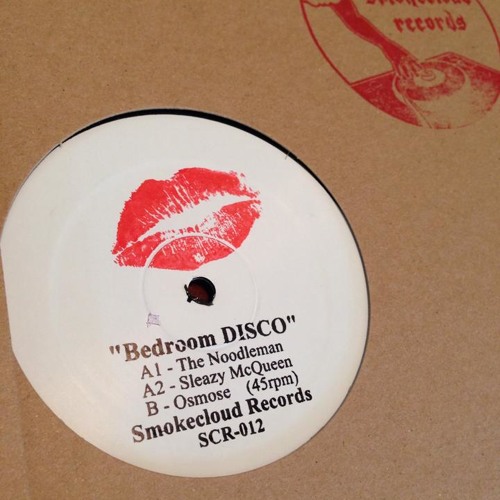 records
"Bedroom DISCO"
A1 - The Noodleman
A2 - Sleazy McQueen
B - Osmose (45rpm)
Smokecloud Records
SCR-012